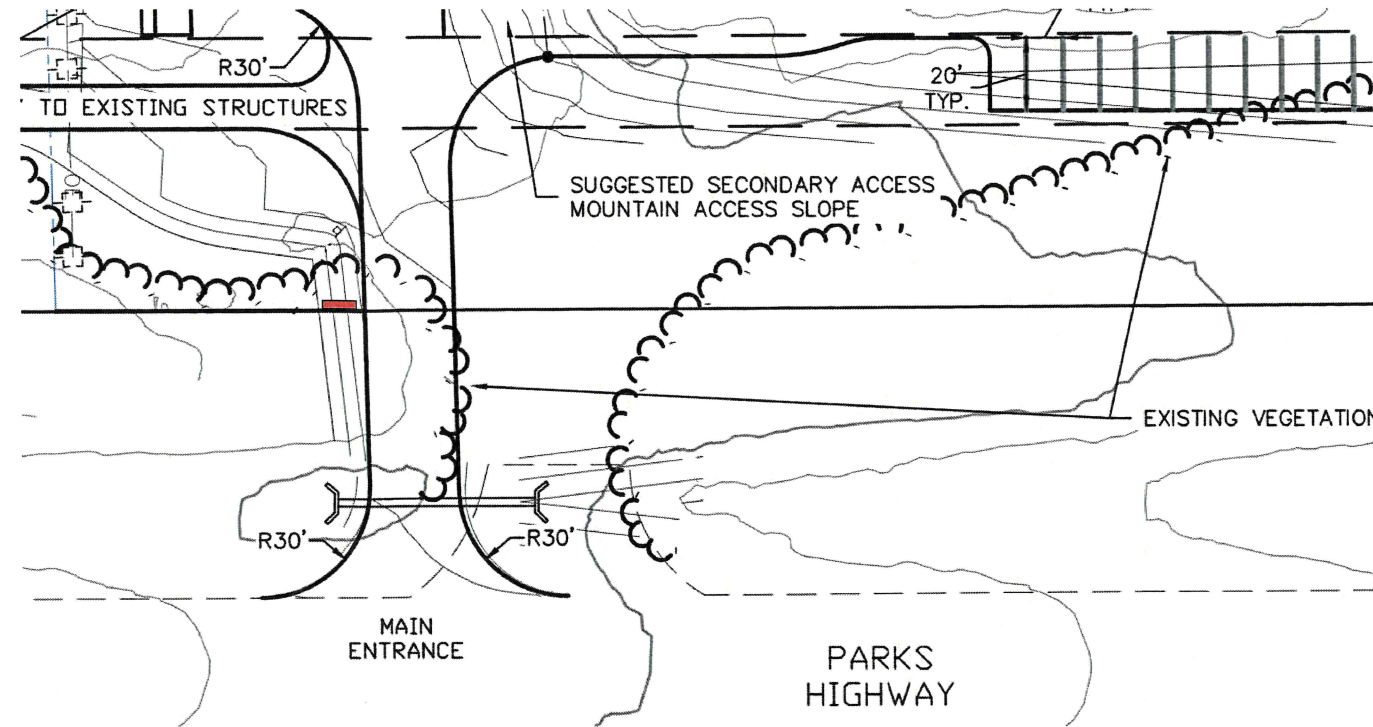 R30'
TO EXISTING STRUCTURES
20'
TYP.
SUGGESTED SECONDARY ACCESS
MOUNTAIN ACCESS SLOPE
EXISTING VEGETATION
R30'
R30'
MAIN
ENTRANCE
PARKS
HIGHWAY